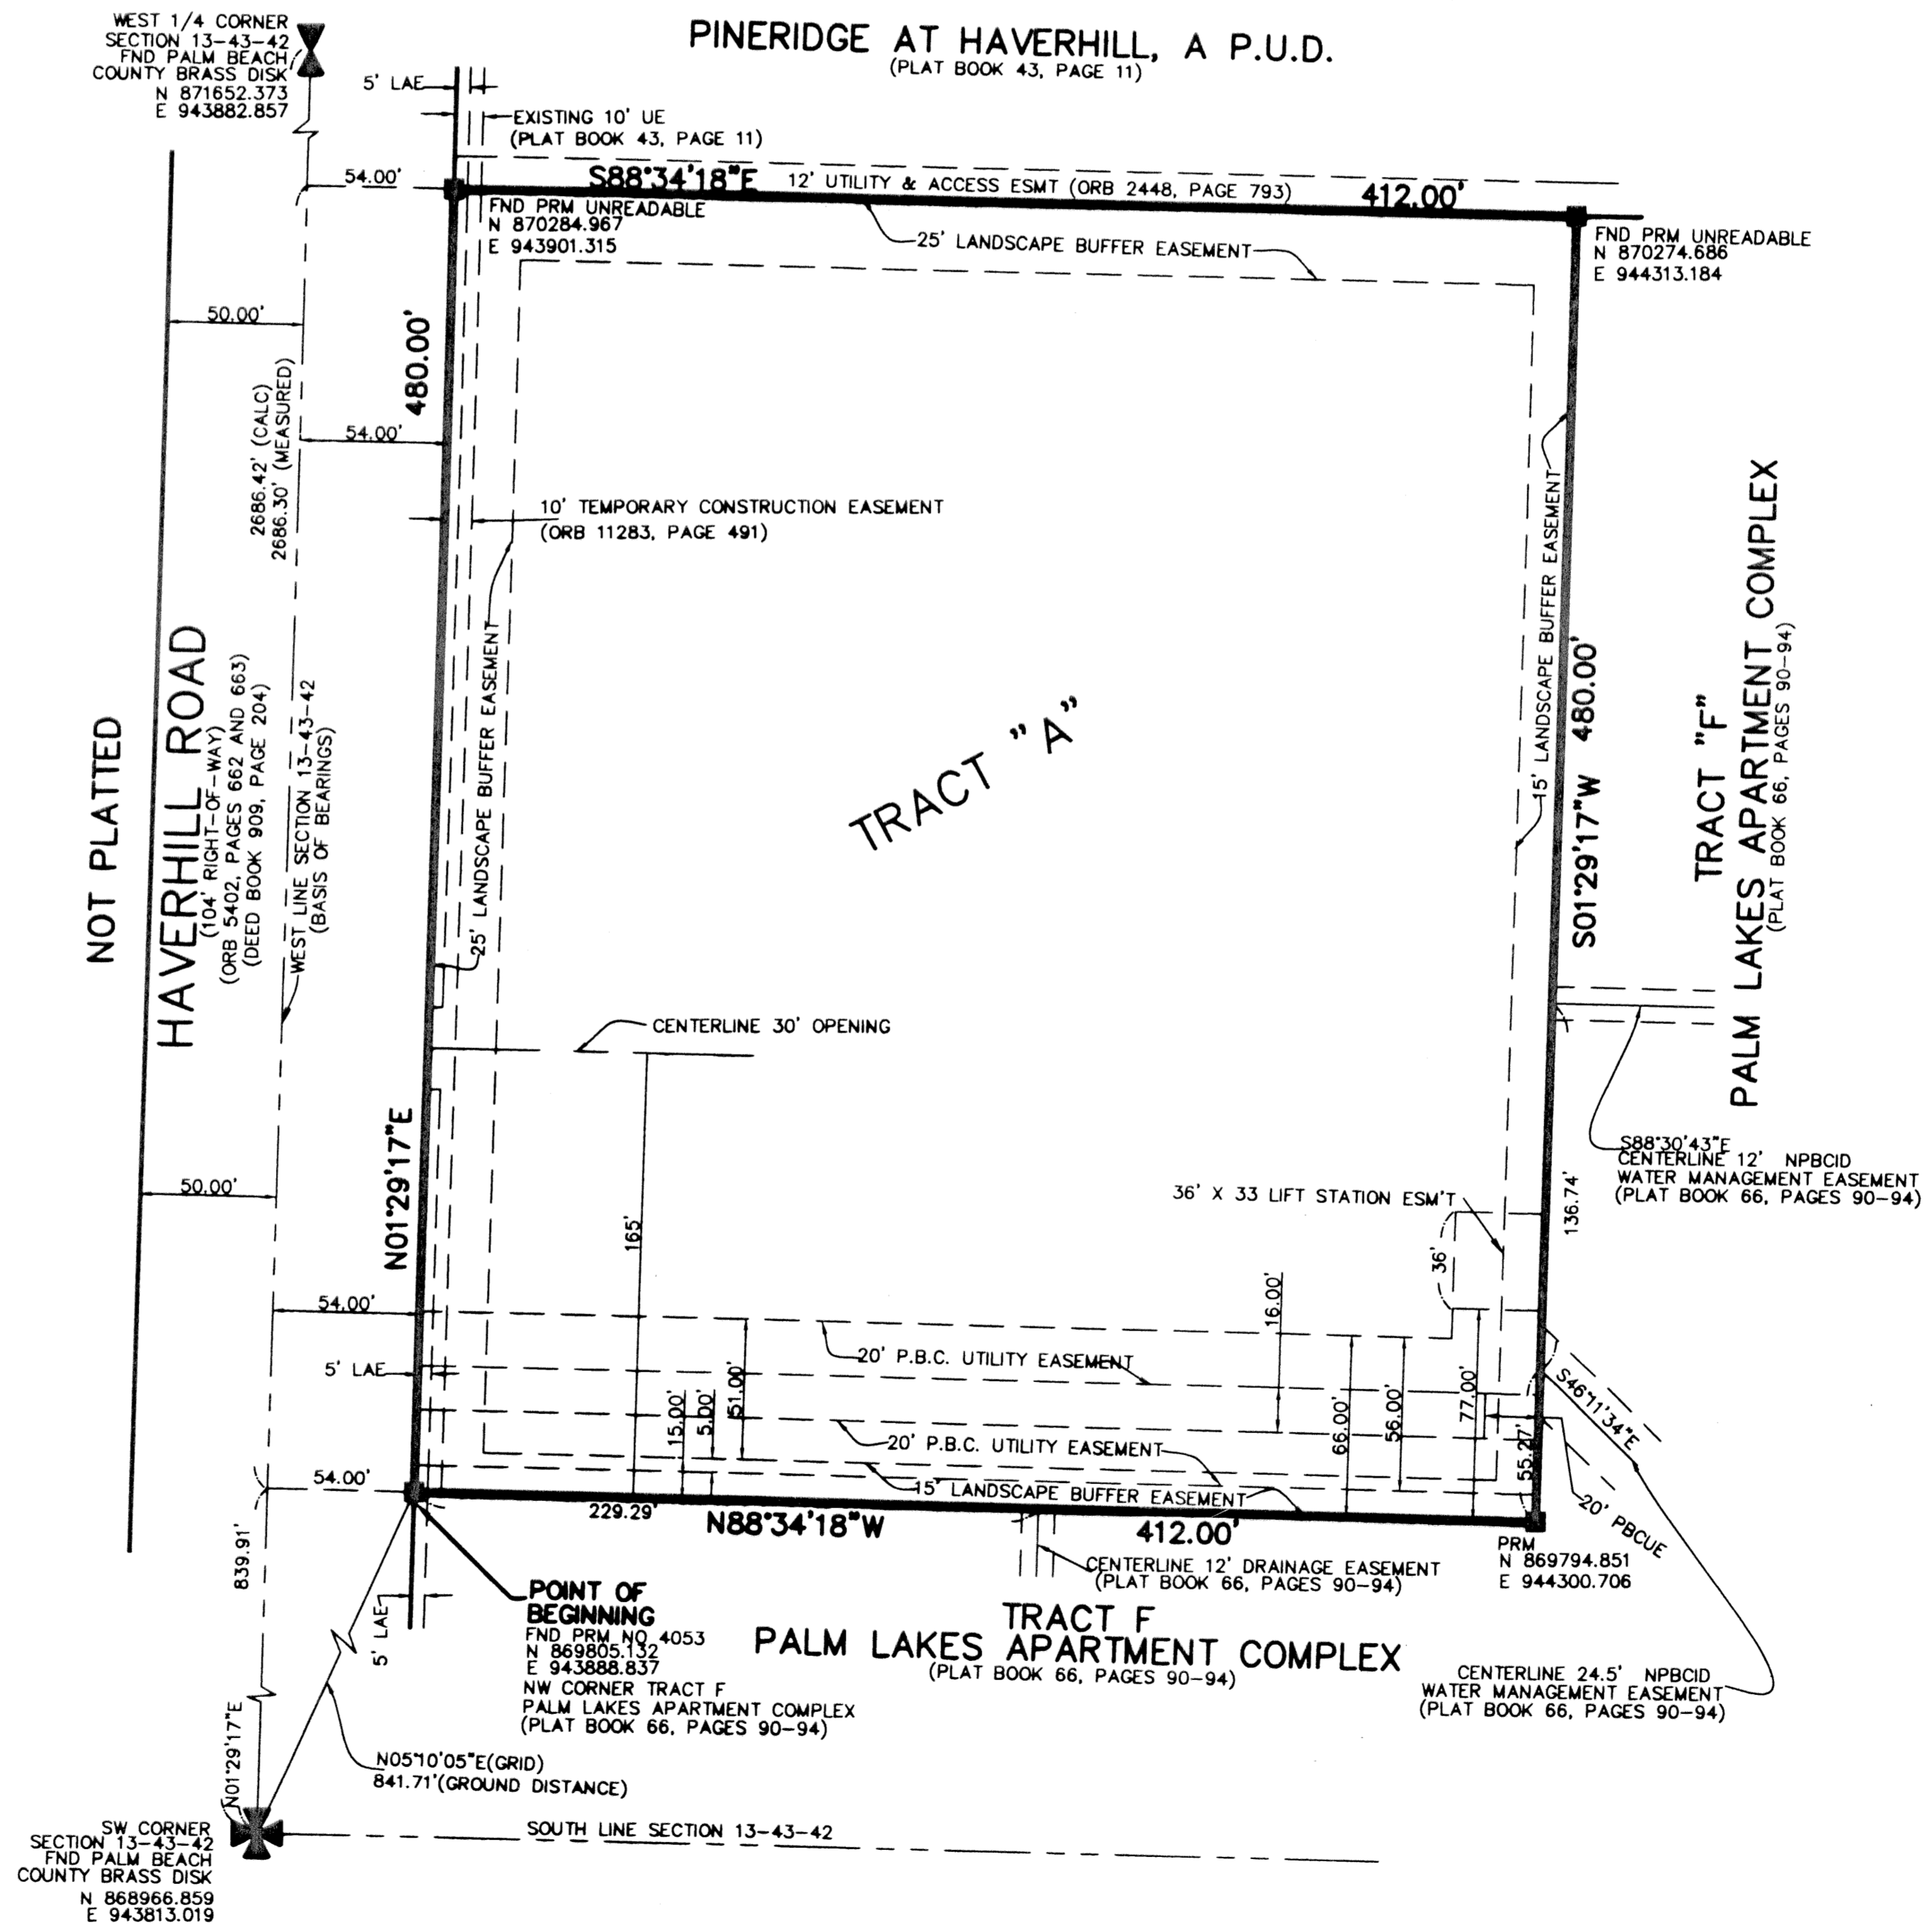 WEST 1/4 CORNER
SECTION 13-43-42
FND PALM BEACH
COUNTY BRASS DISK
N 871652.373
E 943882.857
PINERIDGE AT HAVERHILL, A P.U.D.
(PLAT BOOK 43, PAGE 11)
5' LAE
EXISTING 10' UE
(PLAT BOOK 43, PAGE 11)
54.00'
S88°34'18"E
12' UTILITY & ACCESS ESMT (ORB 2448, PAGE 793)
412.00'
FND PRM UNREADABLE
N 870284.967
E 943901.315
25' LANDSCAPE BUFFER EASEMENT
FND PRM UNREADABLE
N 870274.686
E 944313.184
50.00'
480.00'
2686.42' (CALC)
2686.30' (MEASURED)
54.00'
10' TEMPORARY CONSTRUCTION EASEMENT
(ORB 11283, PAGE 491)
NOT PLATTED
HAVERHILL ROAD
(104' RIGHT-OF-WAY)
(ORB 5402, PAGES 662 AND 663)
(DEED BOOK 909, PAGE 204)
WEST LINE SECTION 13-43-42
(BASIS OF BEARINGS)
25' LANDSCAPE BUFFER EASEMENT
TRACT "A"
15' LANDSCAPE BUFFER EASEMENT
S01°29'17"W 480.00'
TRACT "F"
PALM LAKES APARTMENT COMPLEX
(PLAT BOOK 66, PAGES 90-94)
CENTERLINE 30' OPENING
N01°29'17"E
50.00'
165'
S88°30'43"E
CENTERLINE 12' NPBCID
WATER MANAGEMENT EASEMENT
(PLAT BOOK 66, PAGES 90-94)
136.74'
36' X 33 LIFT STATION ESM'T
36'
16.00'
54.00'
20' P.B.C. UTILITY EASEMENT
5' LAE
15.00'
5.00'
51.00'
66.00'
56.00'
77.00'
S46°11'34"E
20' P.B.C. UTILITY EASEMENT
55.27'
54.00'
15' LANDSCAPE BUFFER EASEMENT
20' PBCUE
229.29'
N88°34'18"W
412.00'
839.91'
CENTERLINE 12' DRAINAGE EASEMENT
(PLAT BOOK 66, PAGES 90-94)
PRM
N 869794.851
E 944300.706
5' LAE
POINT OF
BEGINNING
FND PRM NO 4053
N 869805.132
E 943888.837
NW CORNER TRACT F
PALM LAKES APARTMENT COMPLEX
(PLAT BOOK 66, PAGES 90-94)
TRACT F
PALM LAKES APARTMENT COMPLEX
(PLAT BOOK 66, PAGES 90-94)
CENTERLINE 24.5' NPBCID
WATER MANAGEMENT EASEMENT
(PLAT BOOK 66, PAGES 90-94)
N01°29'17"E
N05°10'05"E(GRID)
841.71'(GROUND DISTANCE)
SW CORNER
SECTION 13-43-42
FND PALM BEACH
COUNTY BRASS DISK
N 868966.859
E 943813.019
SOUTH LINE SECTION 13-43-42